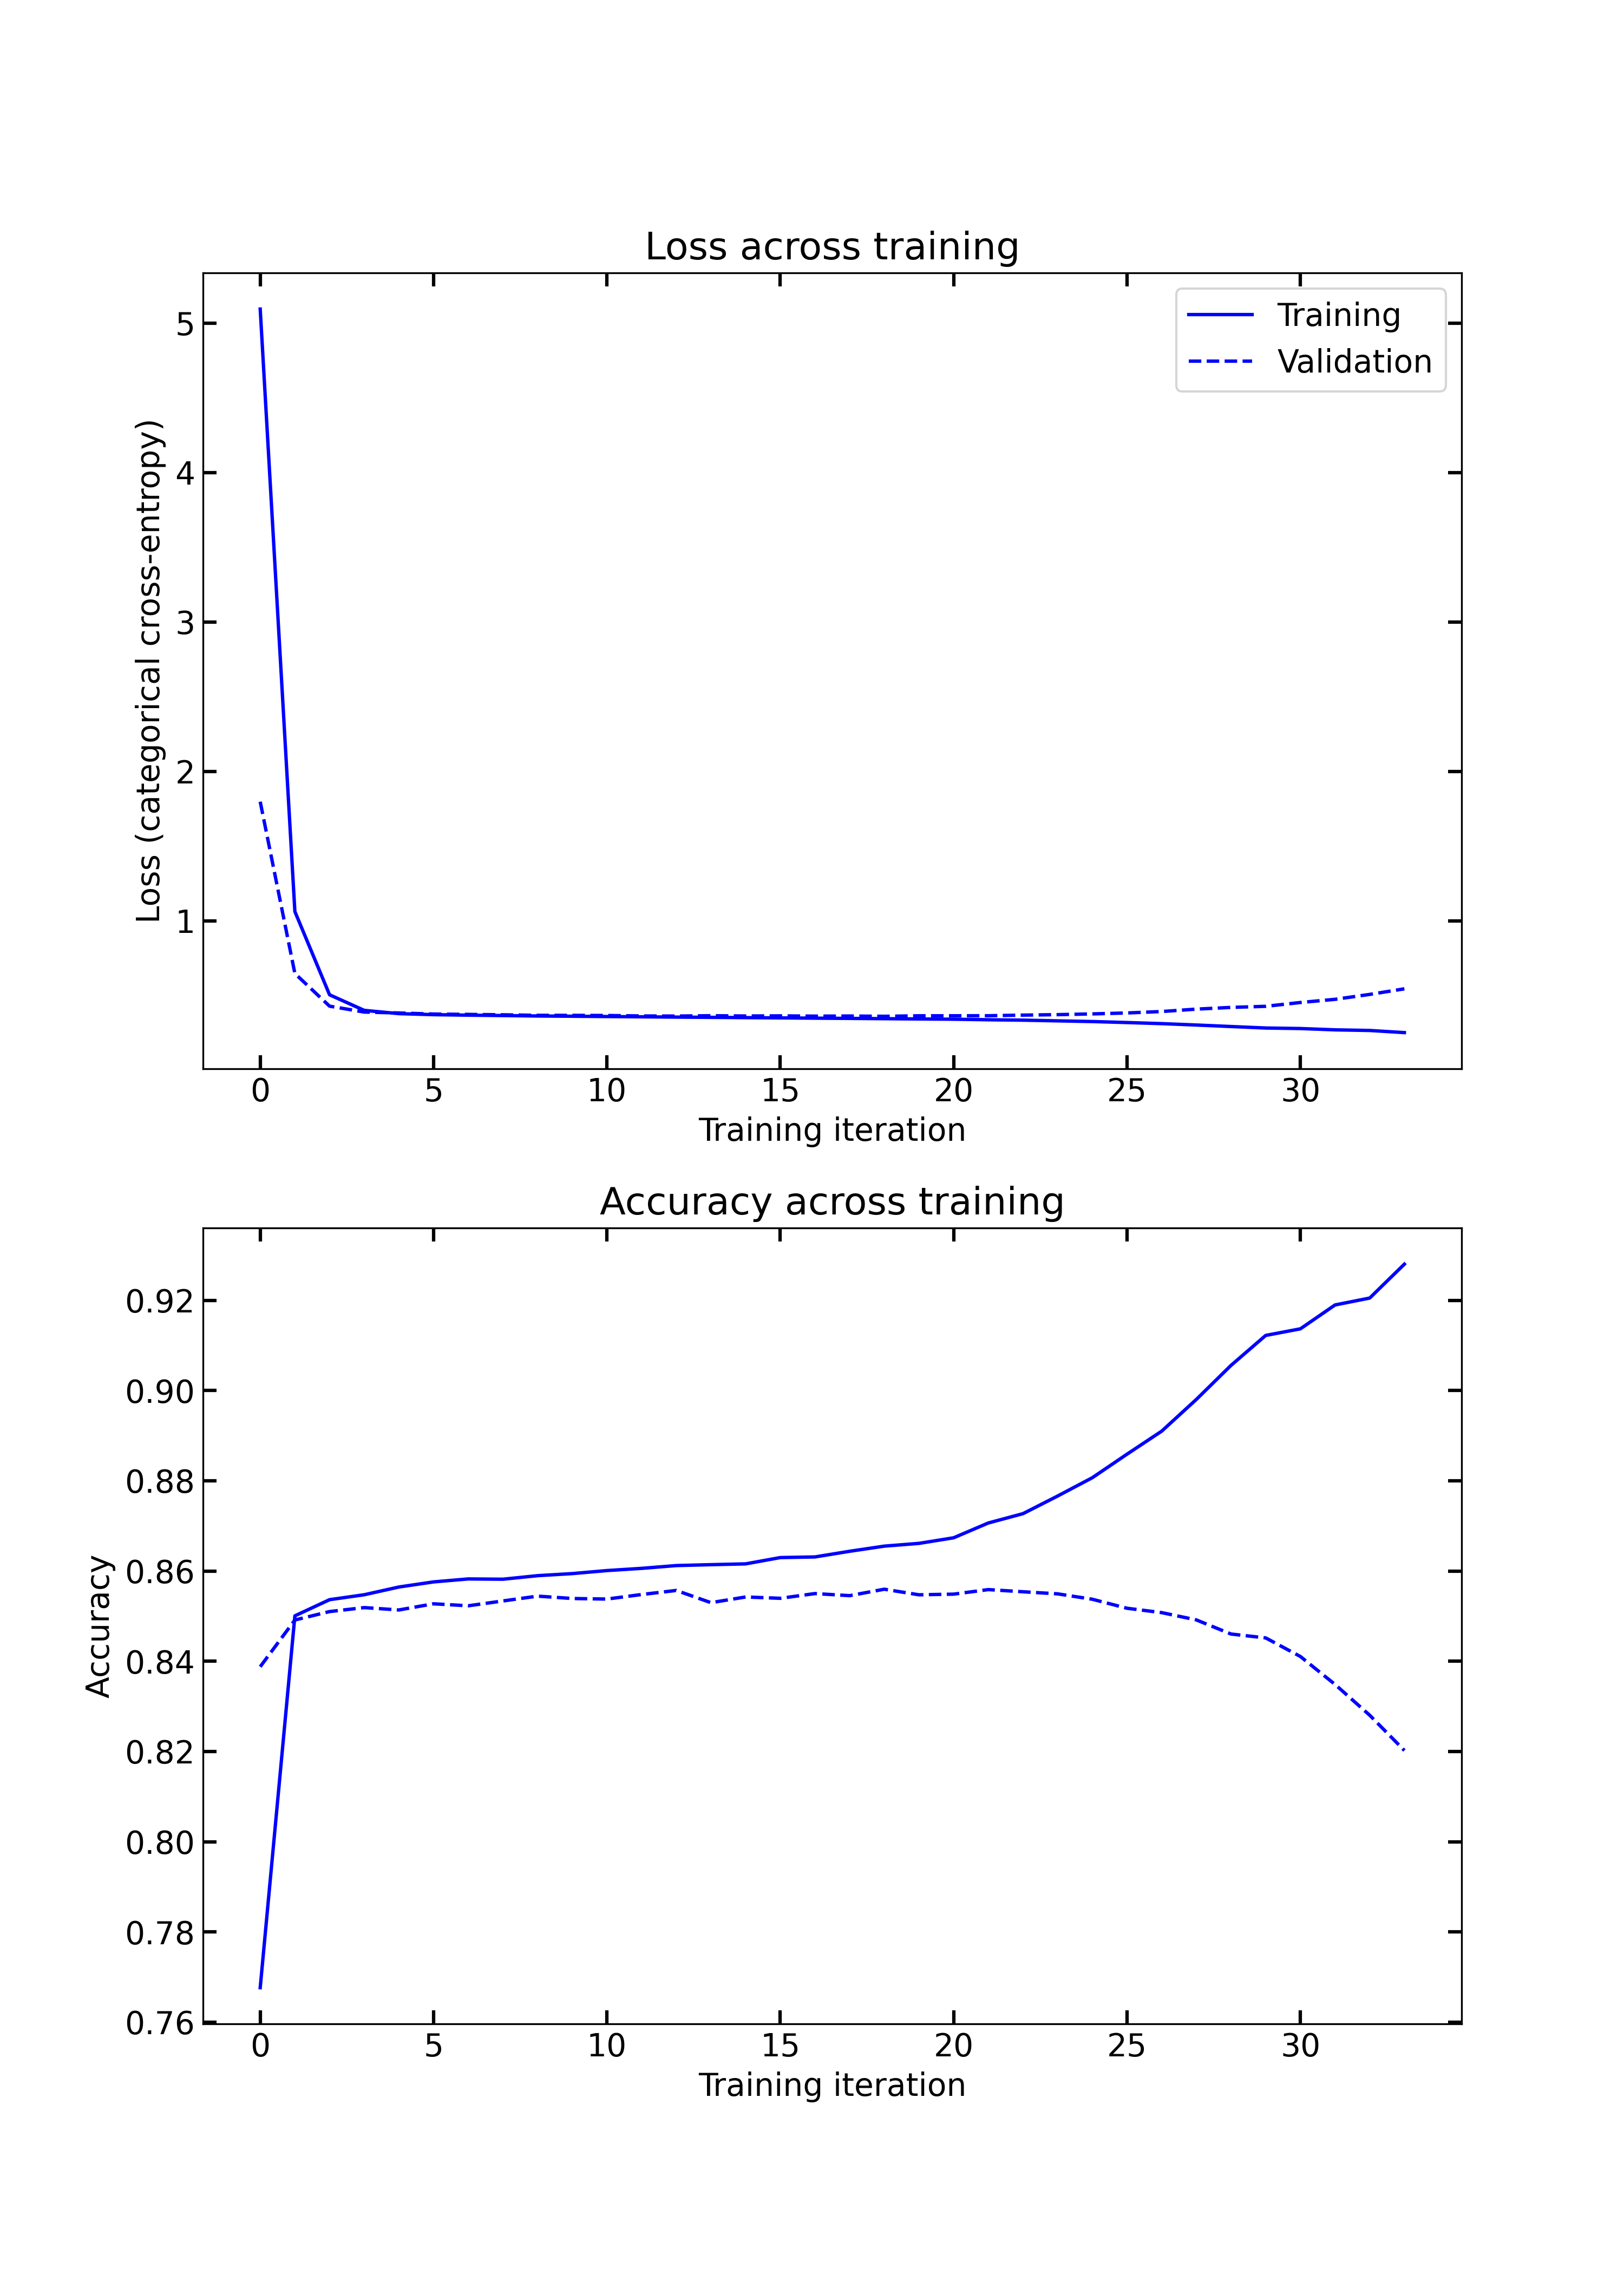 Loss across training
Training
Validation
5
4
3
2
1
Loss (categorical cross-entropy)
0 5 10 15 20 25 30
Training iteration
Accuracy across training
0.92
0.90
0.88
0.86
0.84
0.82
0.80
0.78
0.76
Accuracy
0 5 10 15 20 25 30
Training iteration